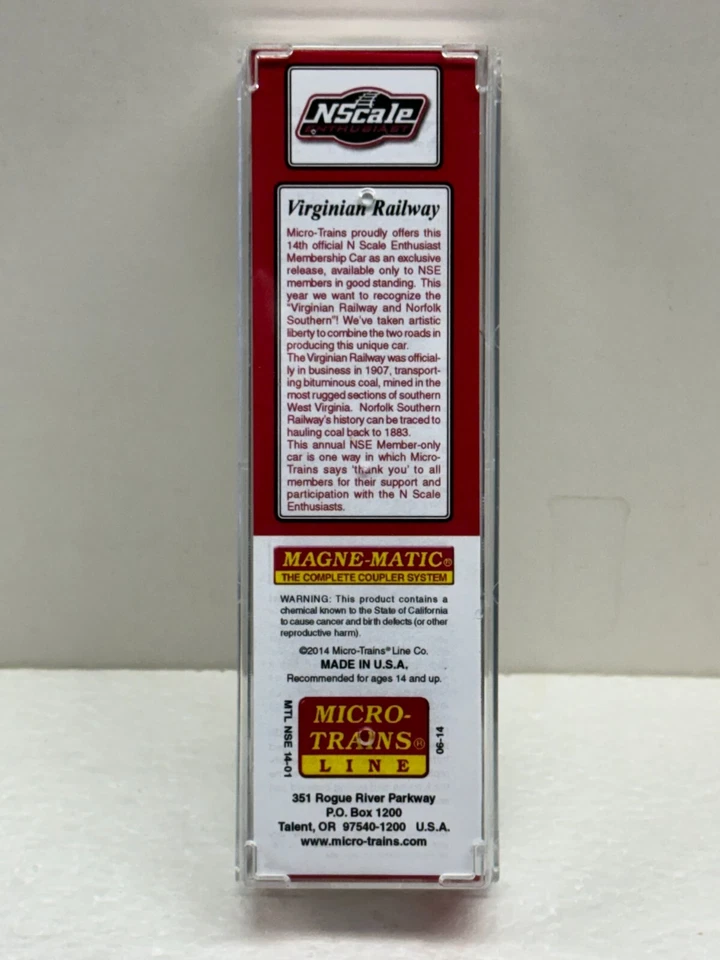 NScale
ENTHUSIAST
Virginian Railway
Micro-Trains proudly offers this
14th official N Scale Enthusiast
Membership Car as an exclusive
release, available only to NSE
members in good standing. This
year we want to recognize the
"Virginian Railway and Norfolk
Southern"! We've taken artistic
liberty to combine the two roads in
producing this unique car.
The Virginian Railway was official-
ly in business in 1907, transport-
ing bituminous coal, mined in the
most rugged sections of southern
West Virginia. Norfolk Southern
Railway's history can be traced to
hauling coal back to 1883.
This annual NSE Member-only
car is one way in which Micro-
Trains says 'thank you' to all
members for their support and
participation with the N Scale
Enthusiasts.
MAGNE-MATIC®
THE COMPLETE COUPLER SYSTEM
WARNING: This product contains a
chemical known to the State of California
to cause cancer and birth defects (or other
reproductive harm).
©2014 Micro-Trains® Line Co.
MADE IN U.S.A.
Recommended for ages 14 and up.
MTL NSE 14-01
MICRO-
TRAINS®
LINE
06-14
351 Rogue River Parkway
P.O. Box 1200
Talent, OR 97540-1200 U.S.A.
www.micro-trains.com